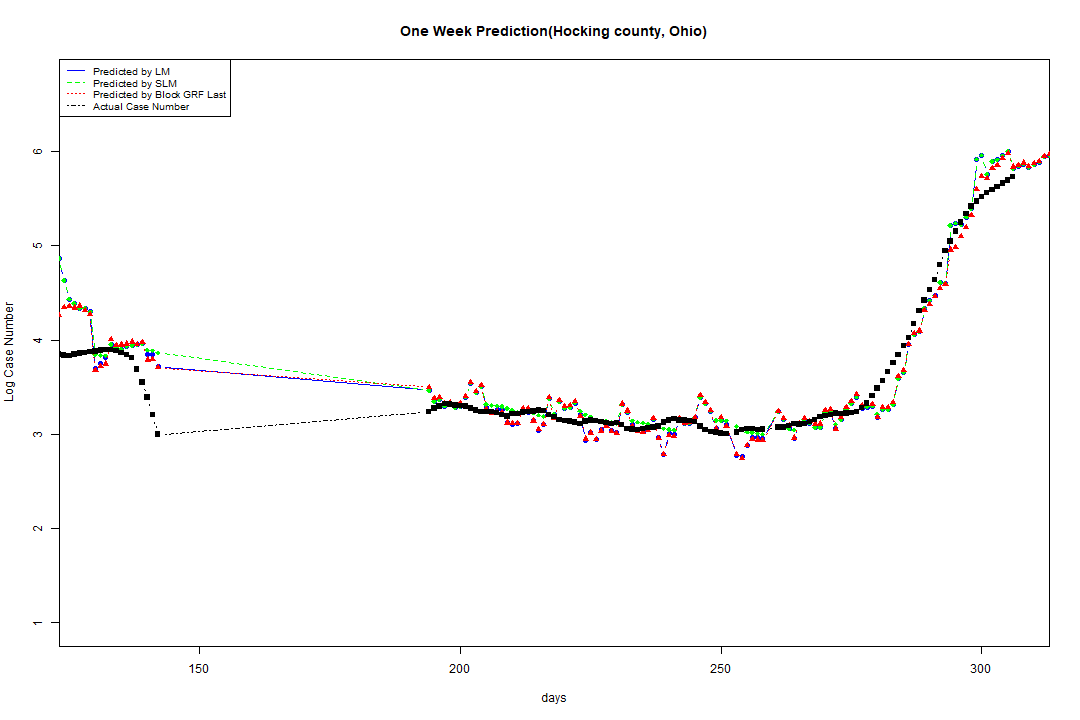 One Week Prediction(Hocking county, Ohio)
Predicted by LM
Predicted by SLM
Predicted by Block GRF Last
Actual Case Number
Log Case Number
6
5
4
3
2
1
150 200 250 300
days